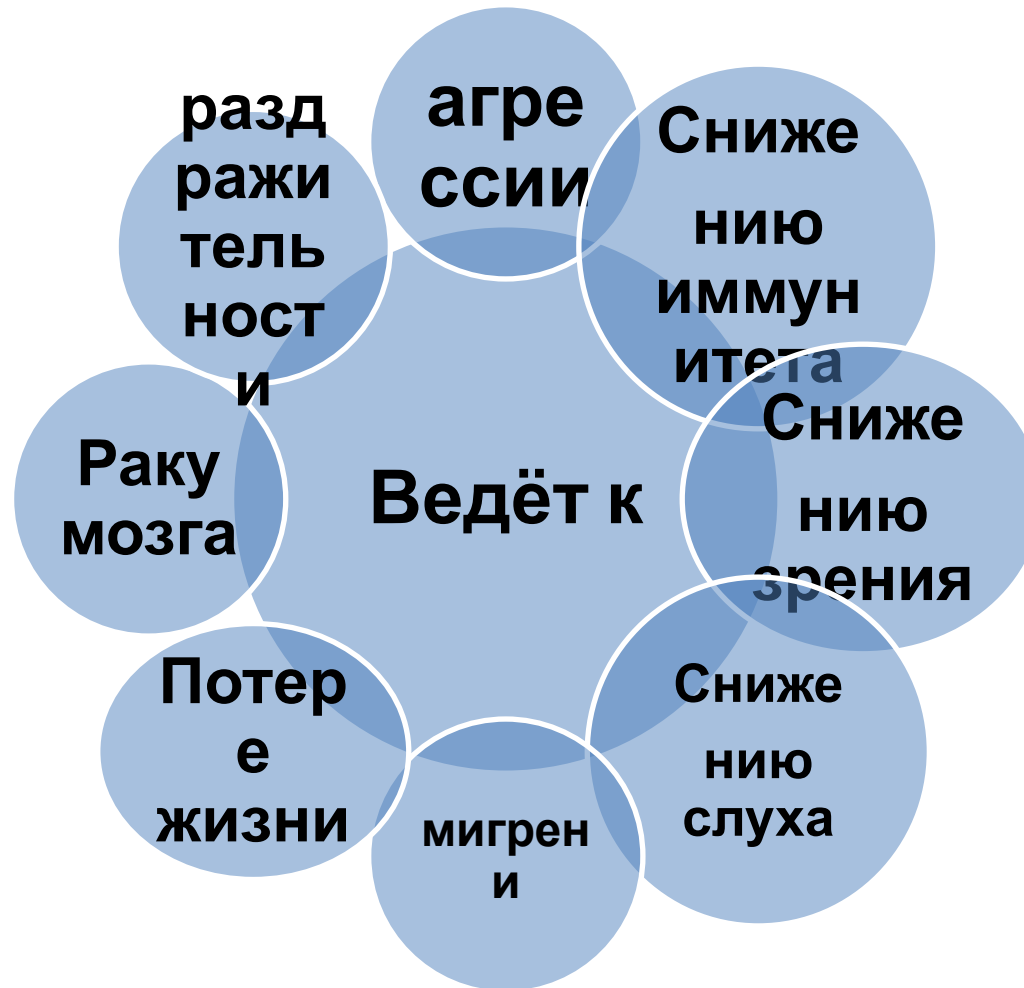 агре
ссии
Сниже
нию
иммун
итета
Сниже
нию
зрения
Сниже
нию
слуха
мигрен
и
Потер
е
жизни
Раку
мозга
разд
ражи
тель
ност
и
Ведёт к